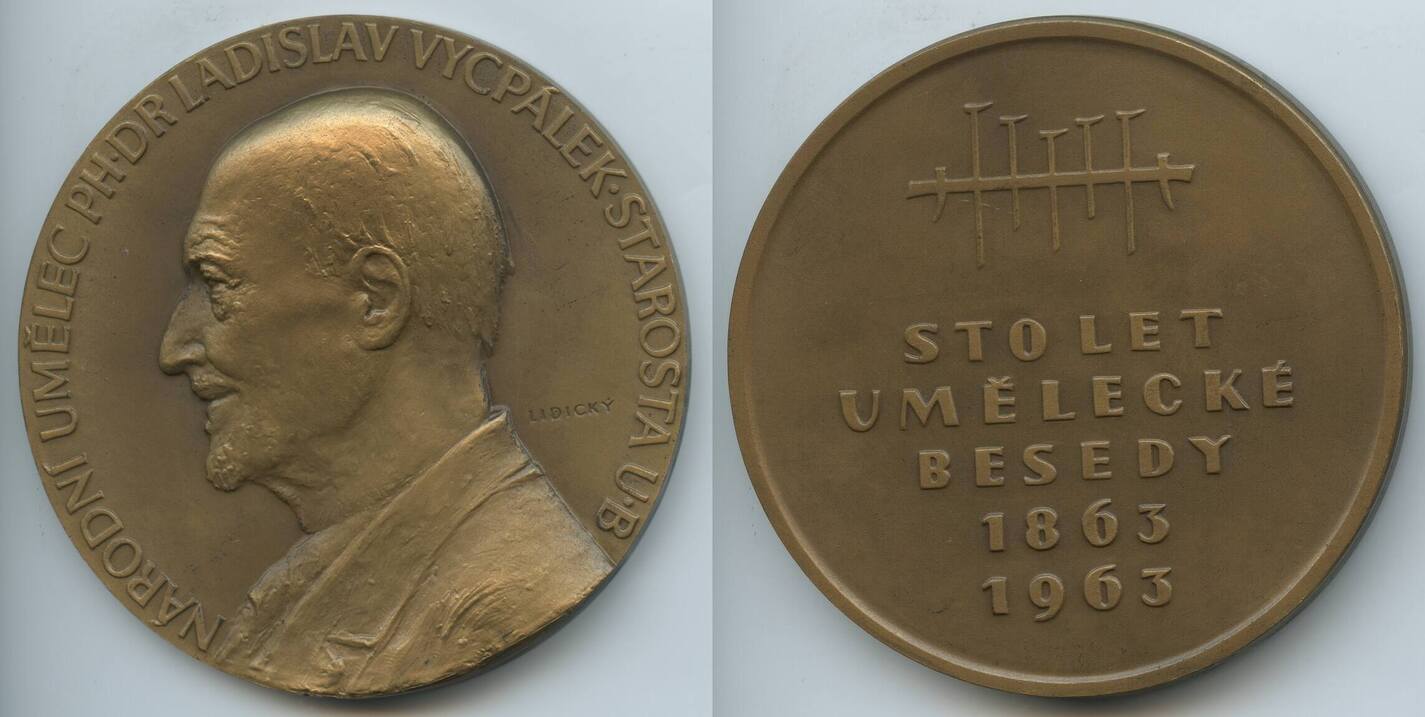 NÁRODNÍ UMĚLEC PH·DR LADISLAV VYCPÁLEK·STAROSTA U·B
LIDICKÝ
STO LET
UMĚLECKÉ
BESEDY
1863
1963